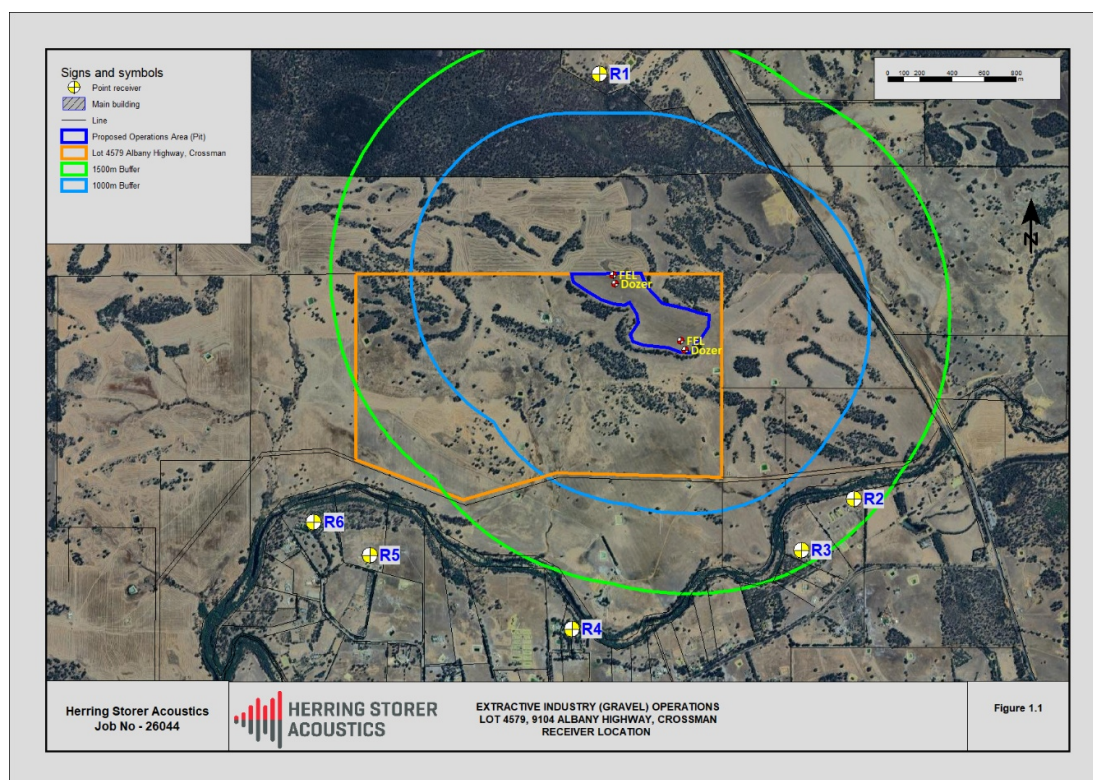 Signs and symbols
Point receiver
Main building
Line
Proposed Operations Area (Pit)
Lot 4579 Albany Highway, Crossman
1500m Buffer
1000m Buffer
R1
0 100 200 400 600 800
m
N
FEL
Dozer
FEL
Dozer
R2
R6
R3
R5
R4
Herring Storer Acoustics
Job No - 26044
HERRING STORER
ACOUSTICS
EXTRACTIVE INDUSTRY (GRAVEL) OPERATIONS
LOT 4579, 9104 ALBANY HIGHWAY, CROSSMAN
RECEIVER LOCATION
Figure 1.1